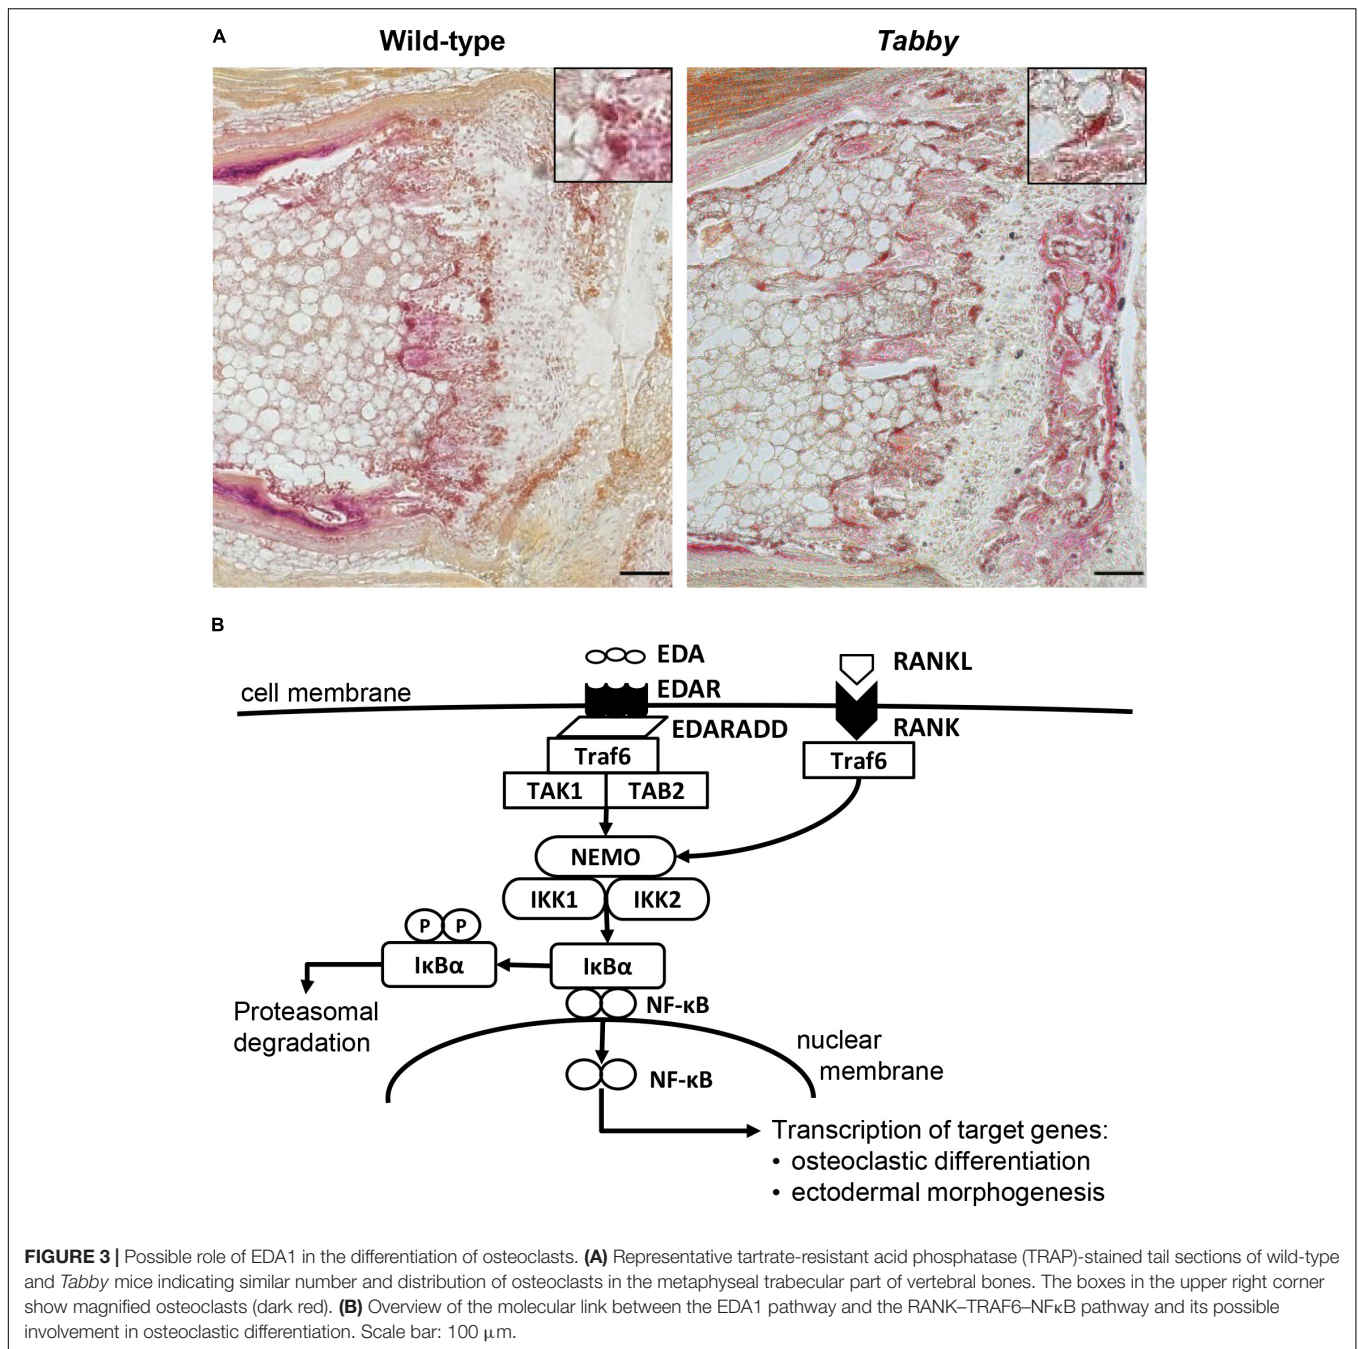 A
Wild-type
Tabby
B
EDA
RANKL
cell membrane
EDAR
EDARADD
RANK
Traf6
Traf6
TAK1
TAB2
NEMO
IKK1
IKK2
P
P
IκBα
IκBα
NF-κB
Proteasomal
degradation
nuclear
membrane
NF-κB
Transcription of target genes:
• osteoclastic differentiation
• ectodermal morphogenesis
FIGURE 3 | Possible role of EDA1 in the differentiation of osteoclasts. (A) Representative tartrate-resistant acid phosphatase (TRAP)-stained tail sections of wild-type
and Tabby mice indicating similar number and distribution of osteoclasts in the metaphyseal trabecular part of vertebral bones. The boxes in the upper right corner
show magnified osteoclasts (dark red). (B) Overview of the molecular link between the EDA1 pathway and the RANK–TRAF6–NFκB pathway and its possible
involvement in osteoclastic differentiation. Scale bar: 100 μm.